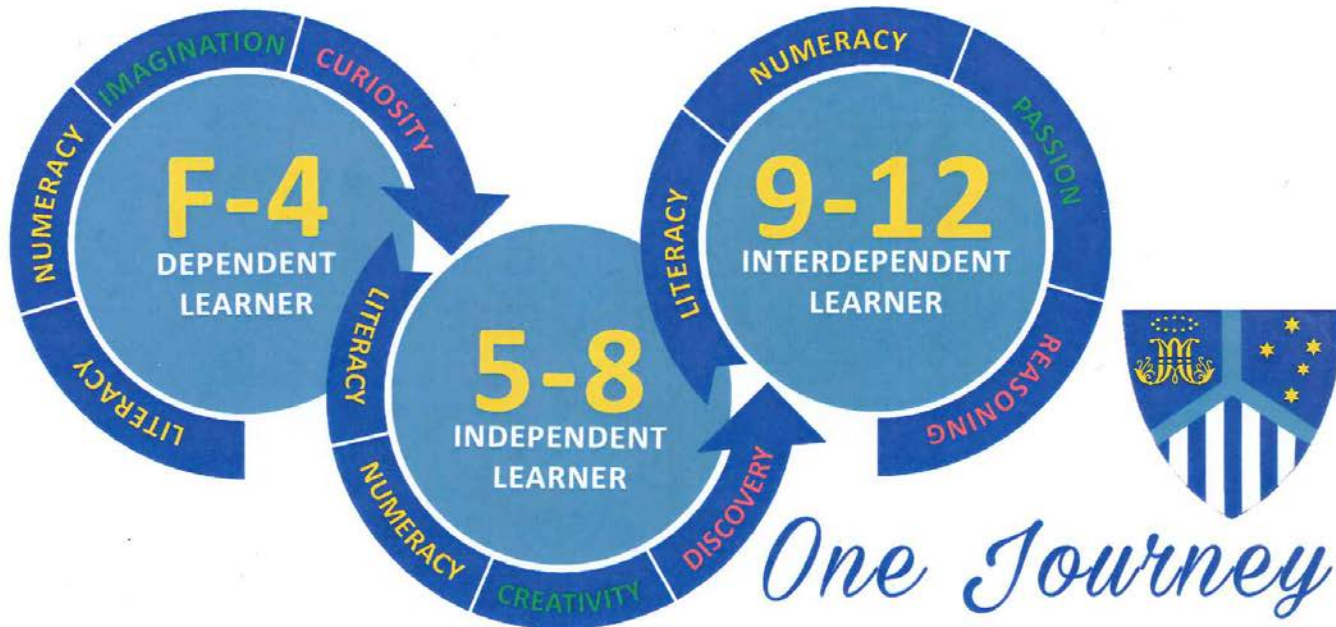 LITERACY
NUMERACY
IMAGINATION
CURIOSITY
F-4
DEPENDENT
LEARNER
LITERACY
NUMERACY
CREATIVITY
DISCOVERY
5-8
INDEPENDENT
LEARNER
LITERACY
NUMERACY
PASSION
REASONING
9-12
INTERDEPENDENT
LEARNER
One Journey